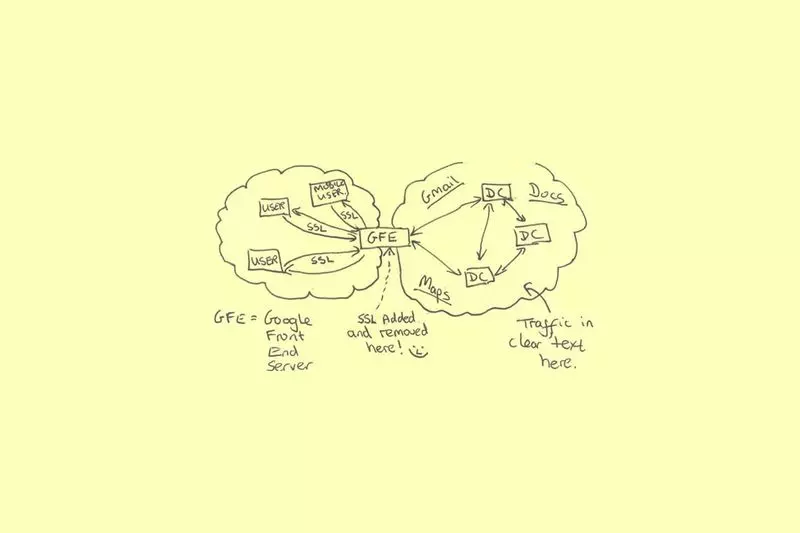 MOBILE
USER
USER
SSL
SSL
USER
SSL
GFE
Gmail
DC
Docs
DC
DC
Maps
GFE = Google
Front
End
Server
SSL Added
and removed
here!
Traffic in
clear text
here.